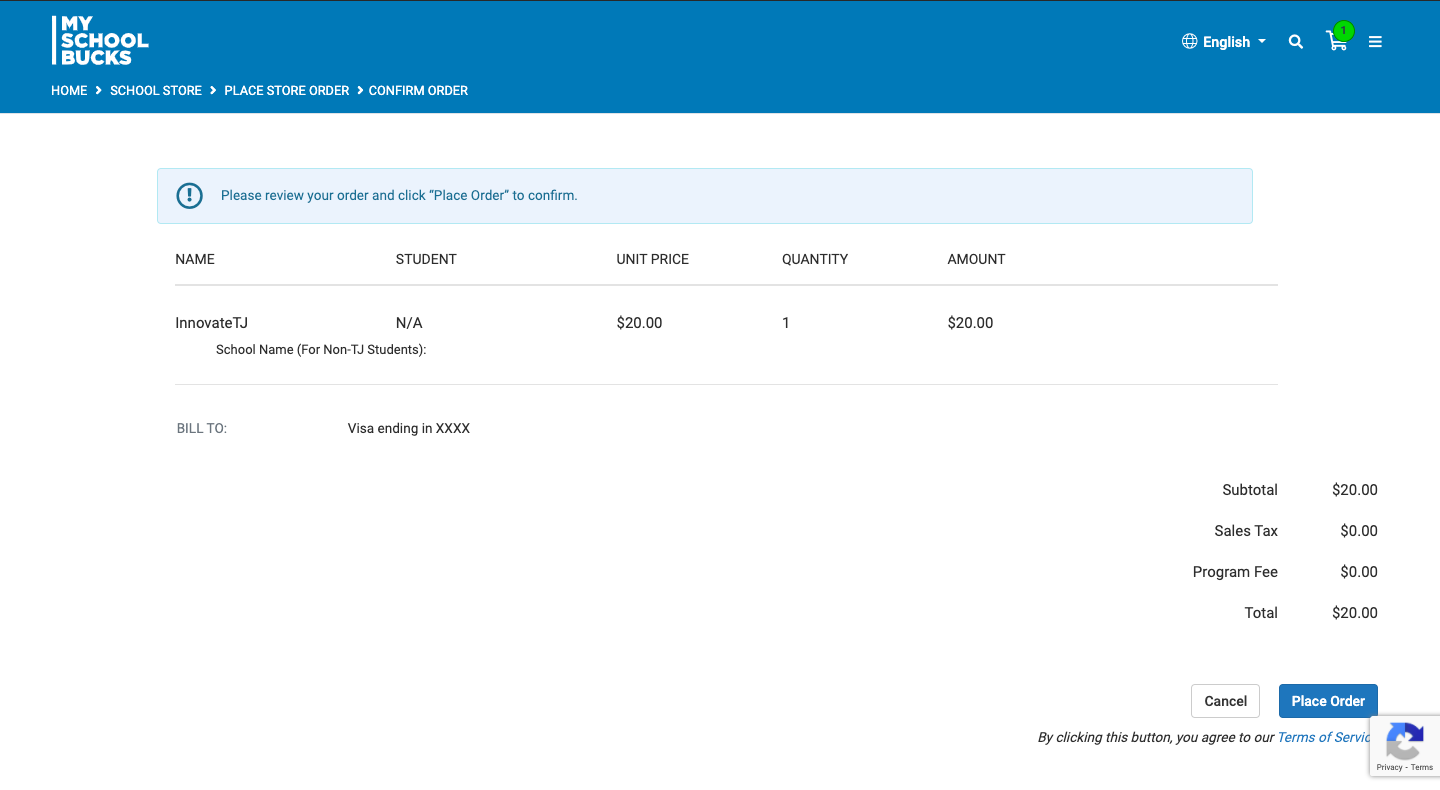 MY
SCHOOL
BUCKS
English
1
HOME > SCHOOL STORE > PLACE STORE ORDER > CONFIRM ORDER
Please review your order and click “Place Order” to confirm.
NAME STUDENT UNIT PRICE QUANTITY AMOUNT
InnovateTJ N/A $20.00 1 $20.00
School Name (For Non-TJ Students):
BILL TO: Visa ending in XXXX
Subtotal $20.00
Sales Tax $0.00
Program Fee $0.00
Total $20.00
Cancel Place Order
By clicking this button, you agree to our Terms of Servic
Privacy - Terms